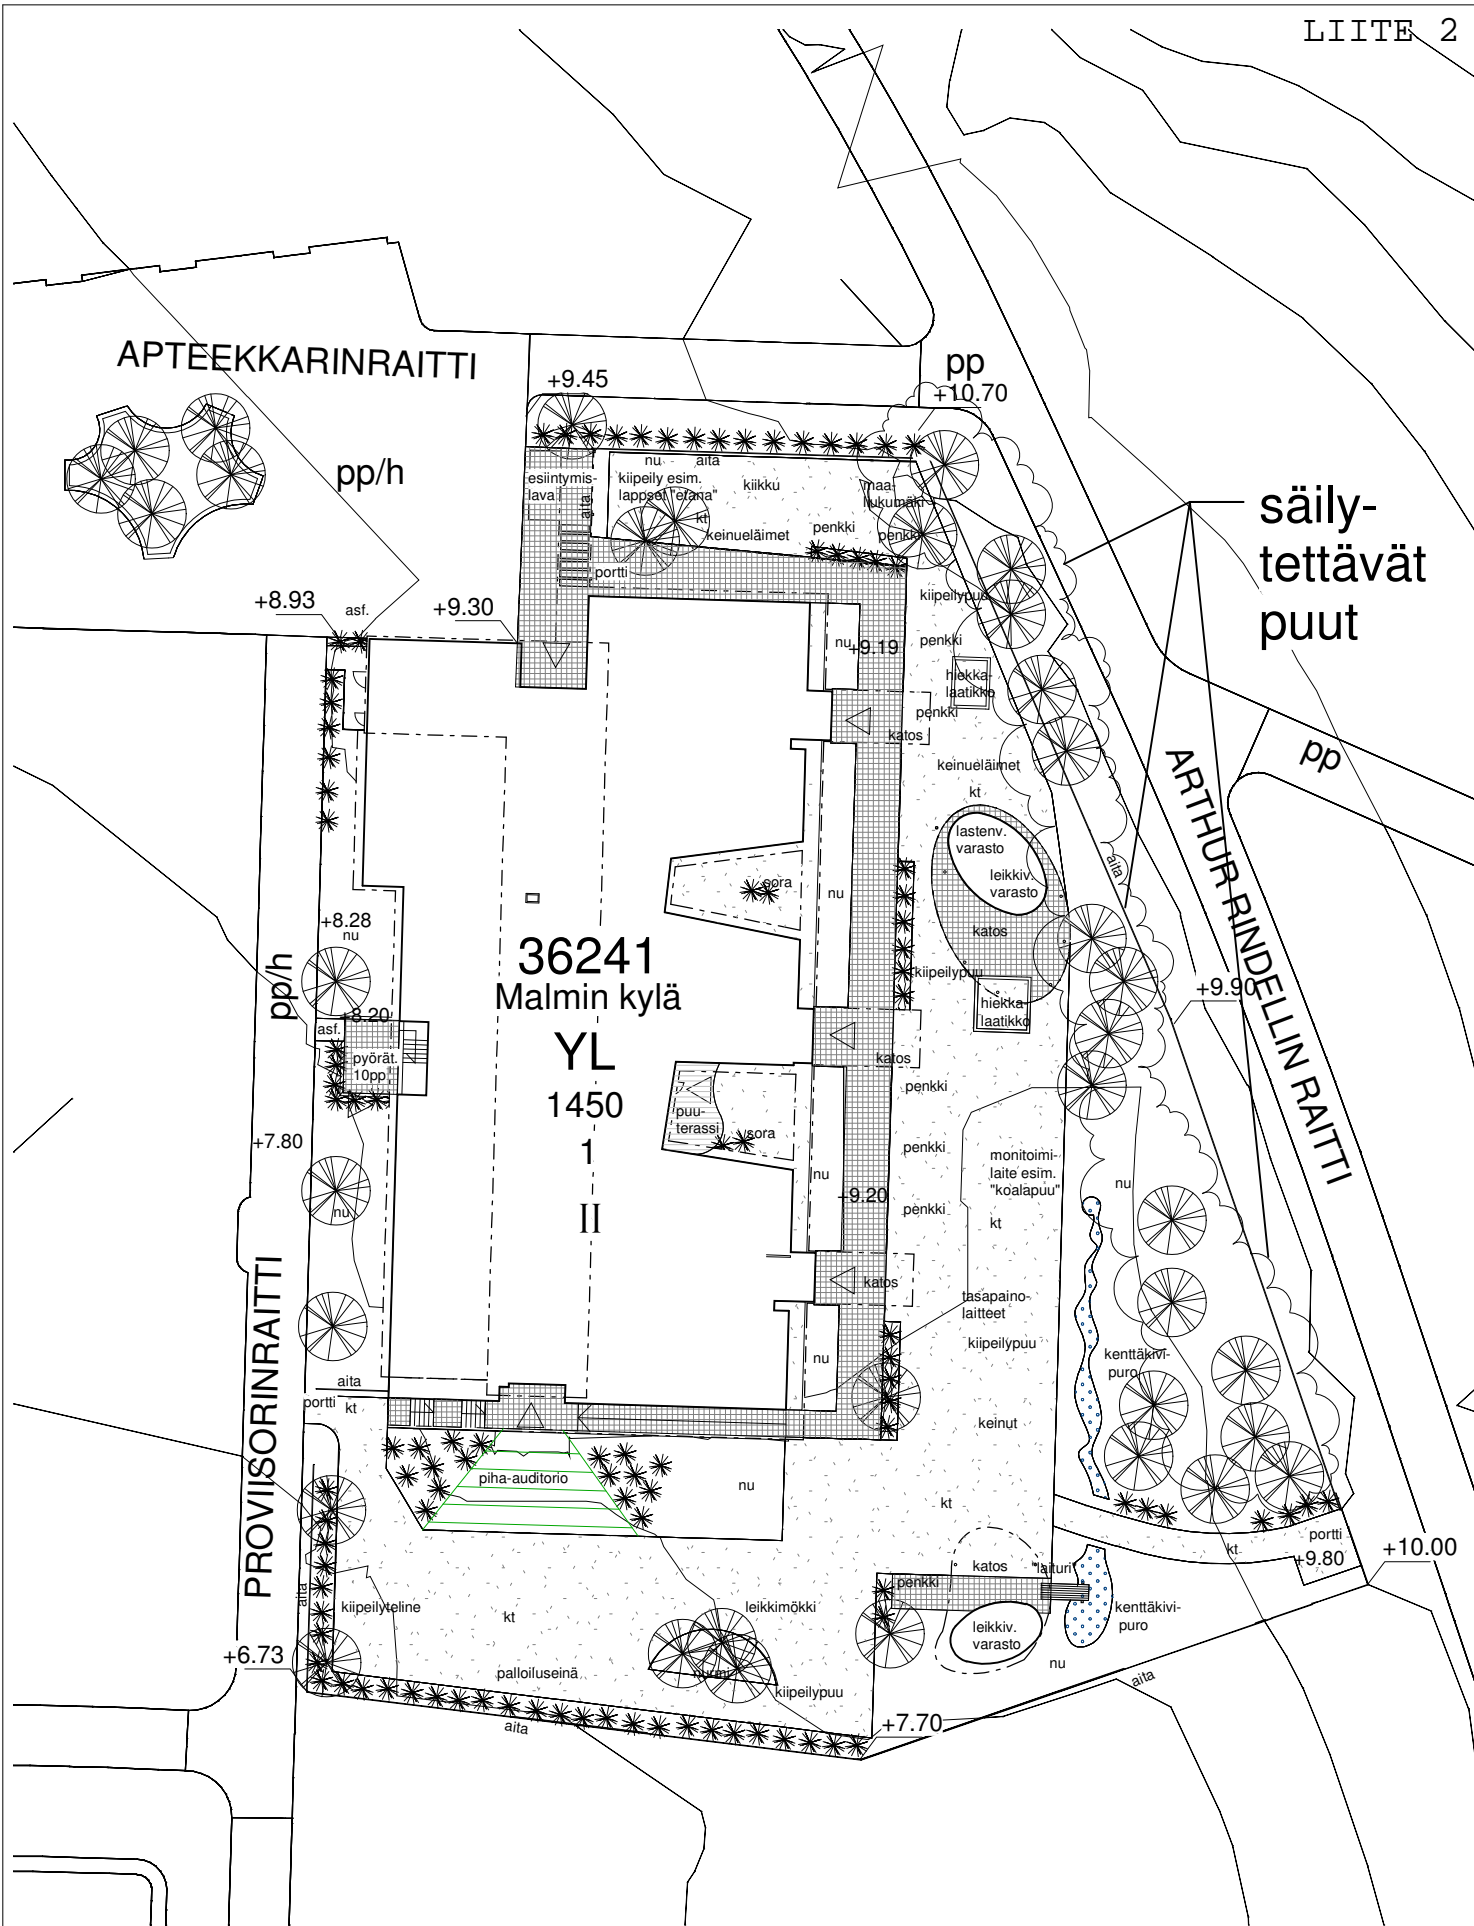 LIITE 2
APTEEKKARINRAITTI
pp
+9.45
+10.70
pp/h
nu
aita
esiintymis-
lava
aita
kiipeily esim.
lappset "etana"
kiikku
maa-
liukumäki
kt
keinueläimet
penkki
penkki
säily-
tettävät
puut
portti
+8.93
asf.
+9.30
kiipeilypuu
nu
+9.19
penkki
hiekka-
laatikko
penkki
katos
keinueläimet
kt
pp
ARTHUR RINDELLIN RAITTI
lastenv.
varasto
leikkiv.
varasto
aita
sora
nu
katos
+8.28
nu
36241
Malmin kylä
YL
1450
1
II
kiipeilypuu
hiekka-
laatikko
+9.90
pp/h
+8.20
asf.
pyörät.
10pp
katos
penkki
puu-
terassi
sora
+7.80
penkki
monitoimi-
laite esim.
"koalapuu"
nu
nu
+9.20
penkki
kt
nu
katos
tasapaino-
laitteet
kiipeilypuu
nu
kenttäkivi-
puro
PROVIISORINRAITTI
aita
portti
kt
keinut
piha-auditorio
nu
kt
portti
kt
+9.80
+10.00
katos
"laituri"
penkki
aita
kiipeilyteline
kt
leikkimökki
leikkiv.
varasto
kenttäkivi-
puro
nu
+6.73
palloiluseinä
nurmi
kiipeilypuu
aita
aita
+7.70